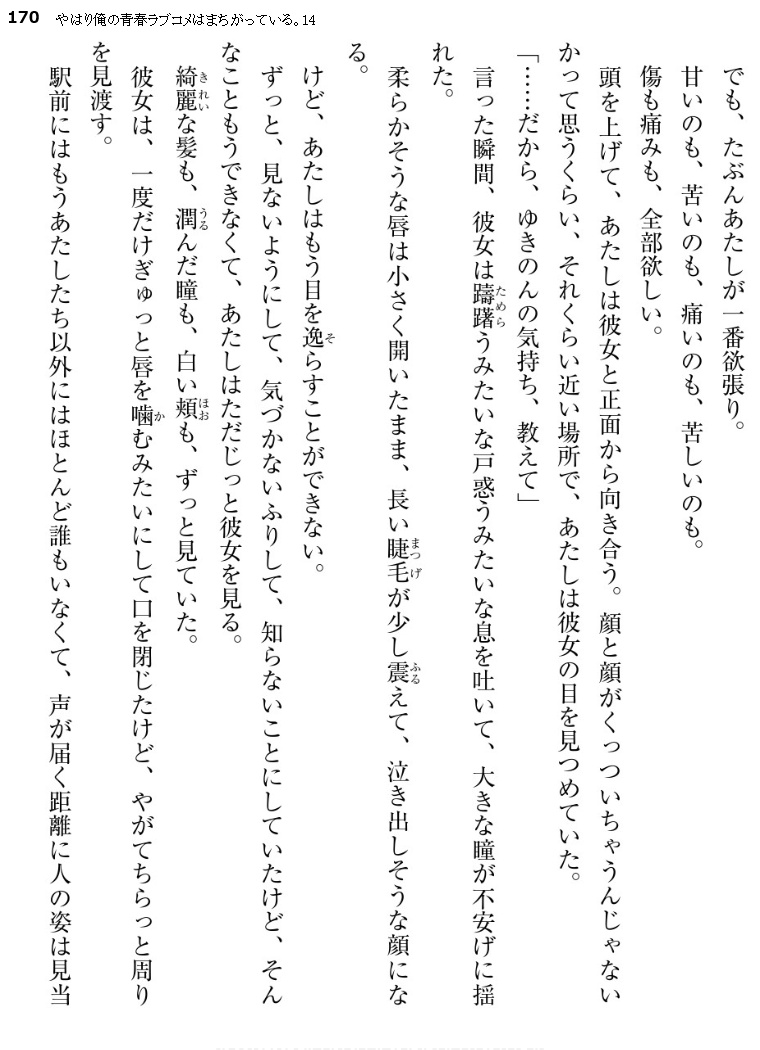 170 やはり俺の青春ラブコメはまちがっている。14
でも、たぶんあたしが一番欲張り。
甘いのも、苦いのも、痛いのも、苦しいのも。
傷も痛みも、全部欲しい。
頭を上げて、あたしは彼女と正面から向き合う。顔と顔がくっついちゃうんじゃない
かって思うくらい、それくらい近い場所で、あたしは彼女の目を見つめていた。
「……だから、ゆきのんの気持ち、教えて」
言った瞬間、彼女は躊躇うみたいな戸惑うみたいな息を吐いて、大きな瞳が不安げに揺
れた。
柔らかそうな唇は小さく開いたまま、長い睫毛が少し震えて、泣き出しそうな顔にな
る。
けど、あたしはもう目を逸らすことができない。
ずっと、見ないようにして、気づかないふりして、知らないことにしていたけど、そん
なこともうできなくて、あたしはただじっと彼女を見る。
綺麗な髪も、潤んだ瞳も、白い頬も、ずっと見ていた。
彼女は、一度だけぎゅっと唇を噛むみたいにして口を閉じたけど、やがてちらっと周り
を見渡す。
駅前にはもうあたしたち以外にはほとんど誰もいなくて、声が届く距離に人の姿は見当